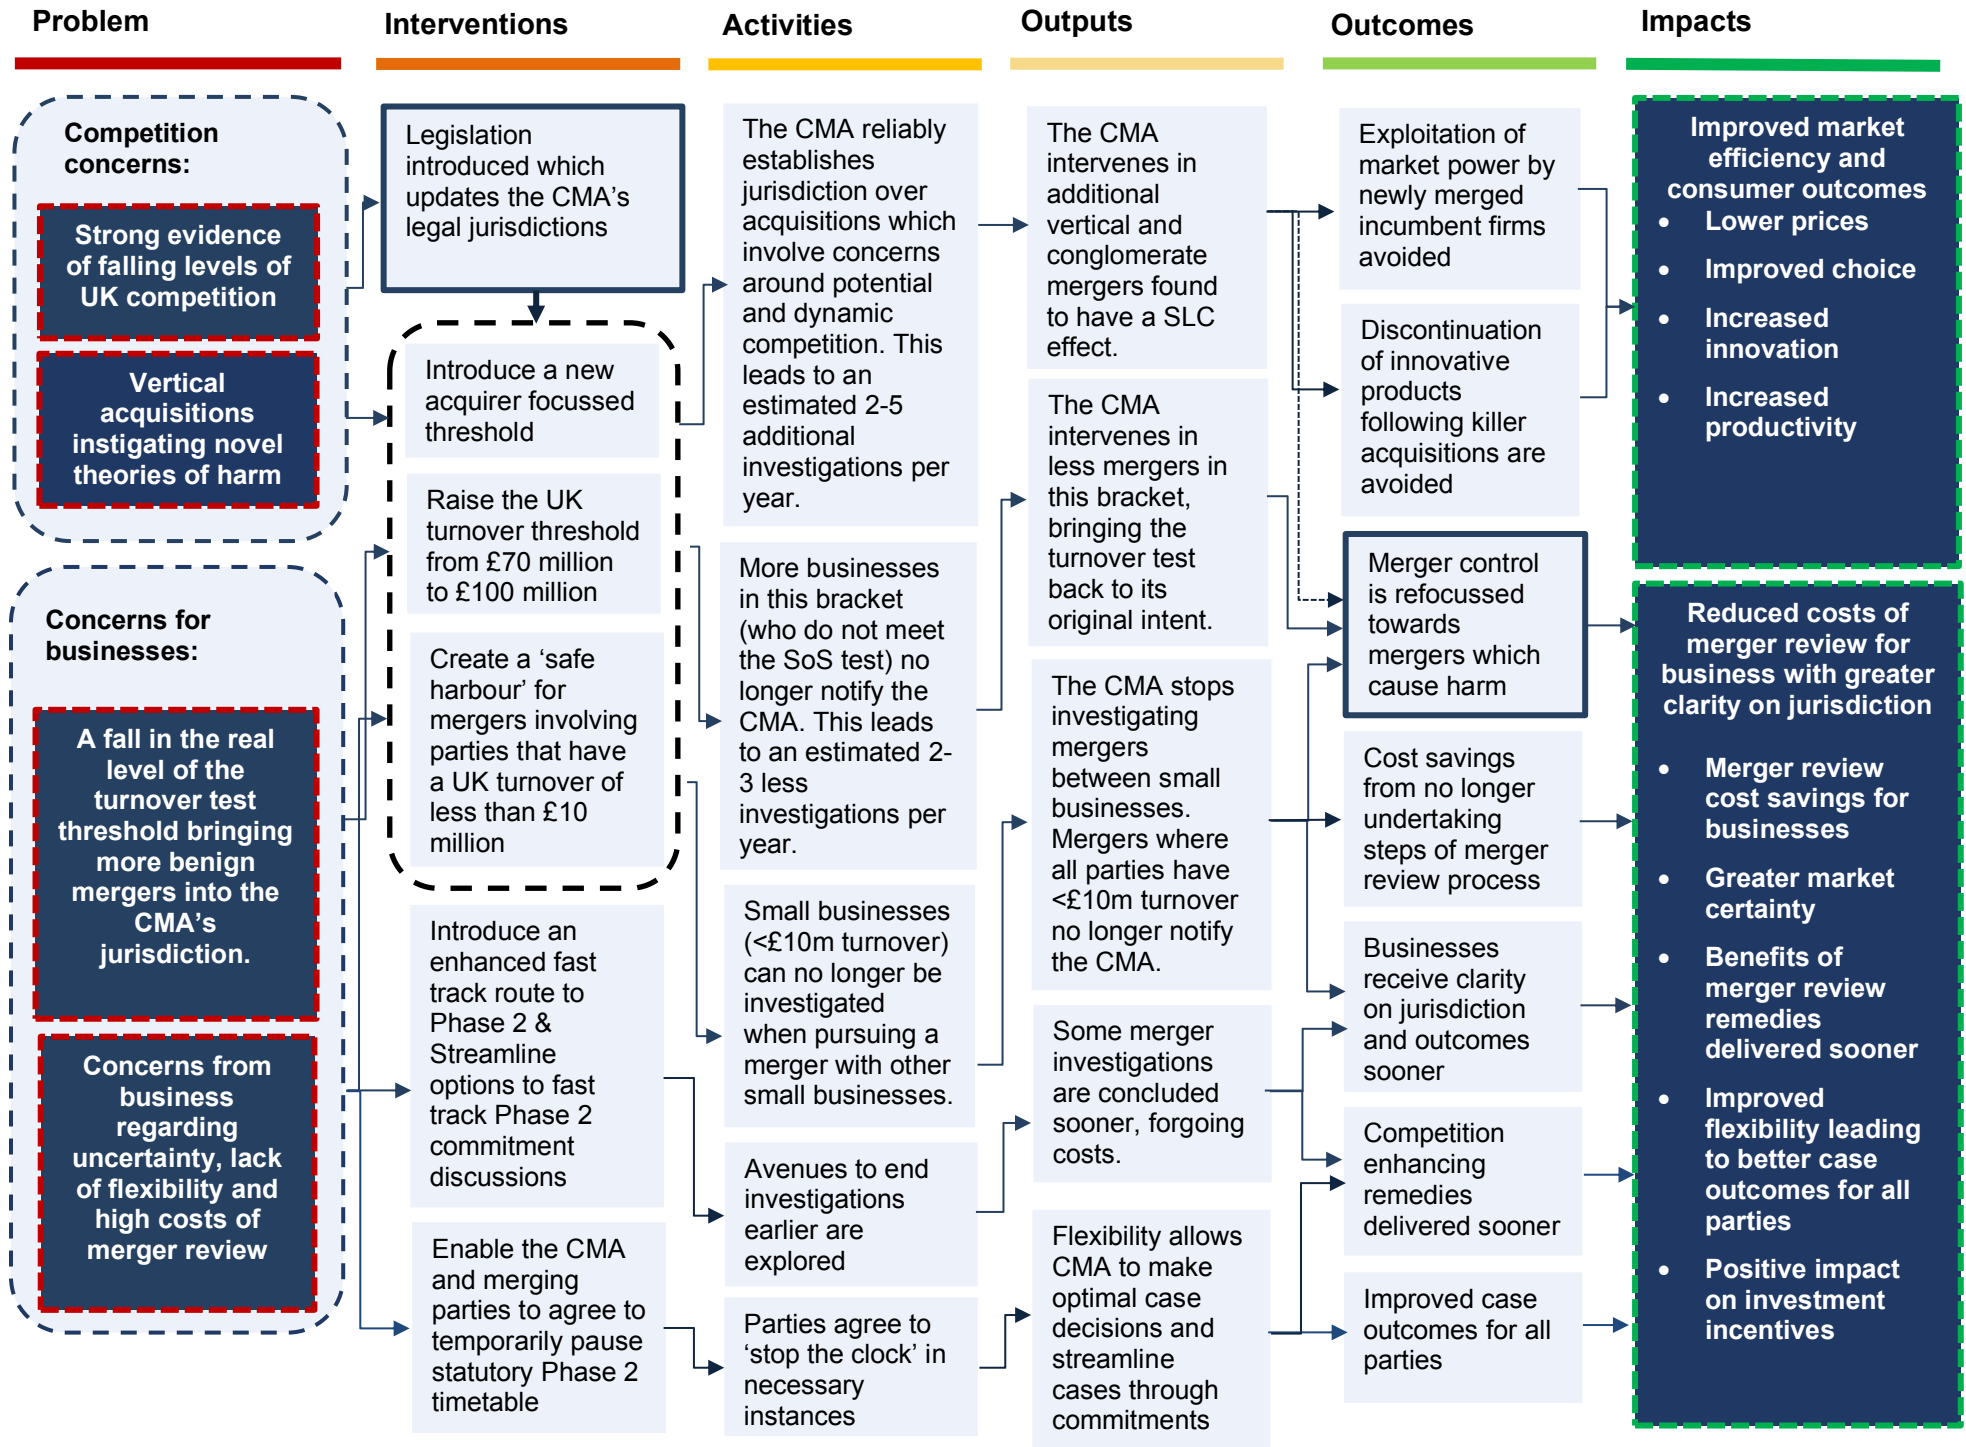 Problem
Interventions
Activities
Outputs
Outcomes
Impacts
Competition
concerns:
Strong evidence
of falling levels of
UK competition
Vertical
acquisitions
instigating novel
theories of harm
Concerns for
businesses:
A fall in the real
level of the
turnover test
threshold bringing
more benign
mergers into the
CMA's
jurisdiction.
Concerns from
business
regarding
uncertainty, lack
of flexibility and
high costs of
merger review
Legislation
introduced which
updates the CMA's
legal jurisdictions
Introduce a new
acquirer focussed
threshold
Raise the UK
turnover threshold
from £70 million
to £100 million
Create a 'safe
harbour' for
mergers involving
parties that have
a UK turnover of
less than £10
million
Introduce an
enhanced fast
track route to
Phase 2 &
Streamline
options to fast
track Phase 2
commitment
discussions
Enable the CMA
and merging
parties to agree to
temporarily pause
statutory Phase 2
timetable
The CMA reliably
establishes
jurisdiction over
acquisitions which
involve concerns
around potential
and dynamic
competition. This
leads to an
estimated 2-5
additional
investigations per
year.
More businesses
in this bracket
(who do not meet
the SoS test) no
longer notify the
CMA. This leads
to an estimated 2-
3 less
investigations per
year.
Small businesses
(<£10m turnover)
can no longer be
investigated
when pursuing a
merger with other
small businesses.
Avenues to end
investigations
earlier are
explored
Parties agree to
'stop the clock' in
necessary
instances
The CMA
intervenes in
additional
vertical and
conglomerate
mergers found
to have a SLC
effect.
The CMA
intervenes in
less mergers in
this bracket,
bringing the
turnover test
back to its
original intent.
The CMA stops
investigating
mergers
between small
businesses.
Mergers where
all parties have
<£10m turnover
no longer notify
the CMA.
Some merger
investigations
are concluded
sooner, forgoing
costs.
Flexibility allows
CMA to make
optimal case
decisions and
streamline
cases through
commitments
Exploitation of
market power by
newly merged
incumbent firms
avoided
Discontinuation
of innovative
products
following killer
acquisitions are
avoided
Merger control
is refocussed
towards
mergers which
cause harm
Cost savings
from no longer
undertaking
steps of merger
review process
Businesses
receive clarity
on jurisdiction
and outcomes
sooner
Competition
enhancing
remedies
delivered sooner
Improved case
outcomes for all
parties
Improved market
efficiency and
consumer outcomes
• Lower prices
• Improved choice
• Increased
innovation
• Increased
productivity
Reduced costs of
merger review for
business with greater
clarity on jurisdiction
• Merger review
cost savings for
businesses
• Greater market
certainty
• Benefits of
merger review
remedies
delivered sooner
• Improved
flexibility leading
to better case
outcomes for all
parties
• Positive impact
on investment
incentives